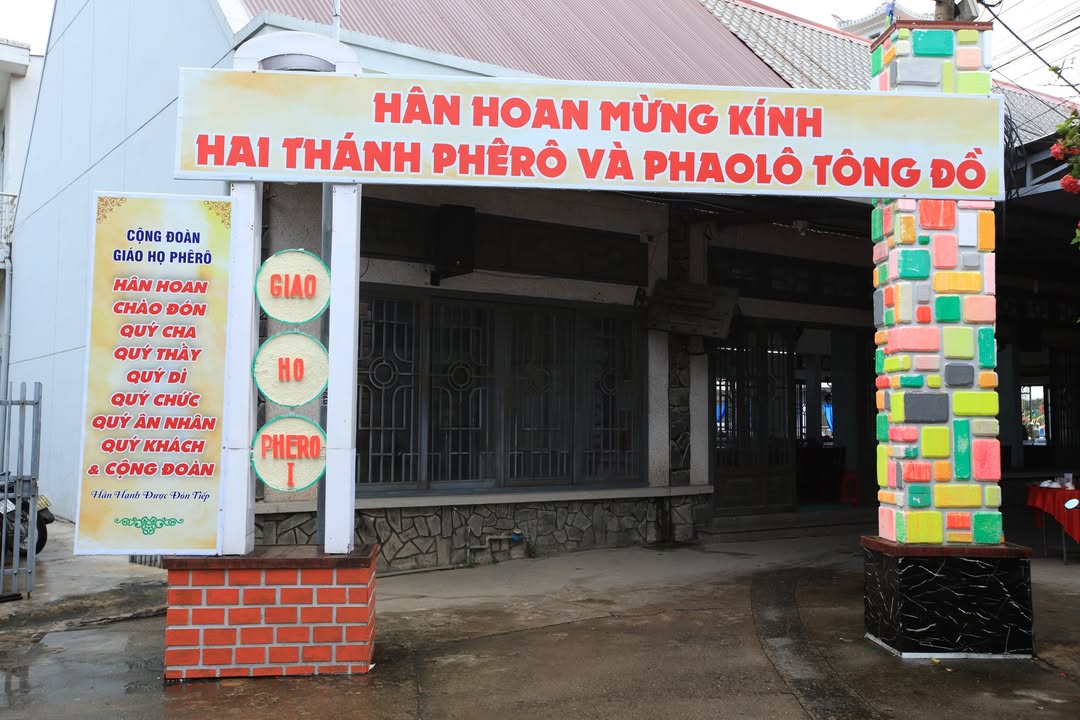 HÂN HOAN MỪNG KÍNH
HAI THÁNH PHÊRÔ VÀ PHAOLÔ TÔNG ĐỒ
CỘNG ĐOÀN
GIÁO HỌ PHÊRÔ
HÂN HOAN
CHÀO ĐÓN
QUÝ CHA
QUÝ THẦY
QUÝ DÌ
QUÝ CHỨC
QUÝ ÂN NHÂN
QUÝ KHÁCH
& CỘNG ĐOÀN
Hân Hạnh Được Đón Tiếp
GIAO
HO
PHERO
I